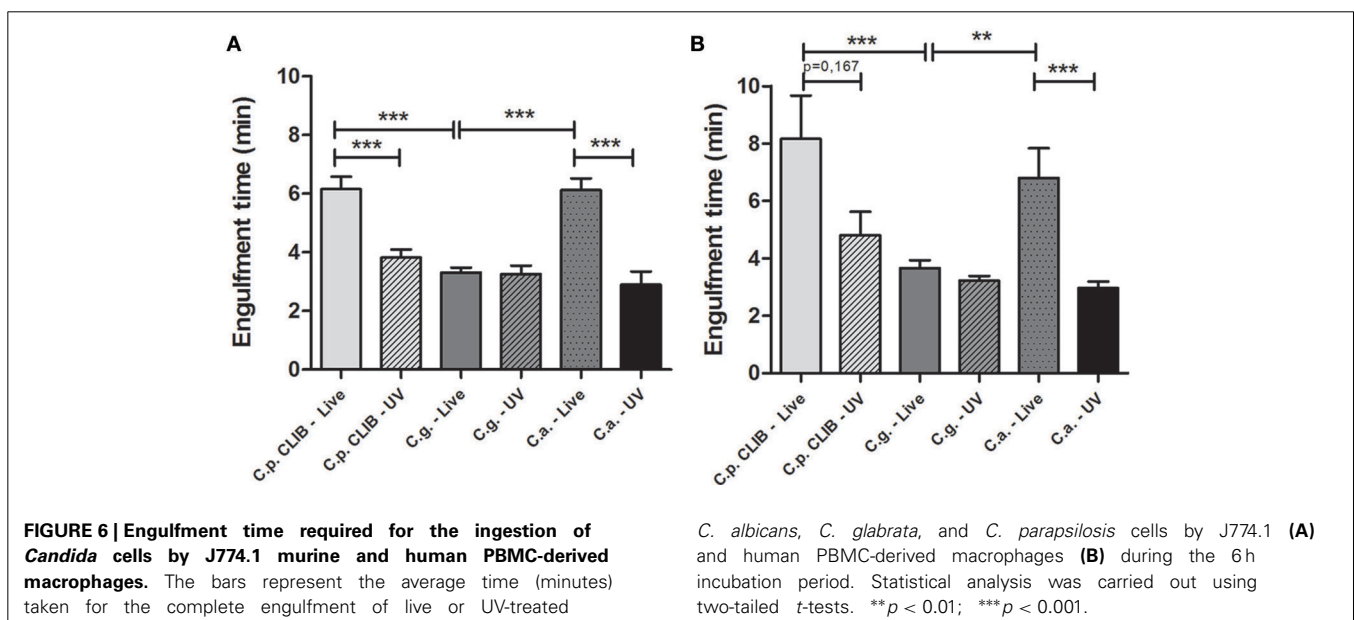 A
***
***
***
***
Engulfment time (min)
10
8
6
4
2
0
C.p. CLIB - Live
C.p. CLIB - UV
C.g. - Live
C.g. - UV
C.a. - Live
C.a. - UV
B
***
**
p=0,167
***
Engulfment time (min)
10
8
6
4
2
0
C.p. CLIB - Live
C.p. CLIB - UV
C.g. - Live
C.g. - UV
C.a. - Live
C.a. - UV
FIGURE 6 | Engulfment time required for the ingestion of
Candida cells by J774.1 murine and human PBMC-derived
macrophages. The bars represent the average time (minutes)
taken for the complete engulfment of live or UV-treated
C. albicans, C. glabrata, and C. parapsilosis cells by J774.1 (A)
and human PBMC-derived macrophages (B) during the 6 h
incubation period. Statistical analysis was carried out using
two-tailed t-tests. **p < 0.01; ***p < 0.001.